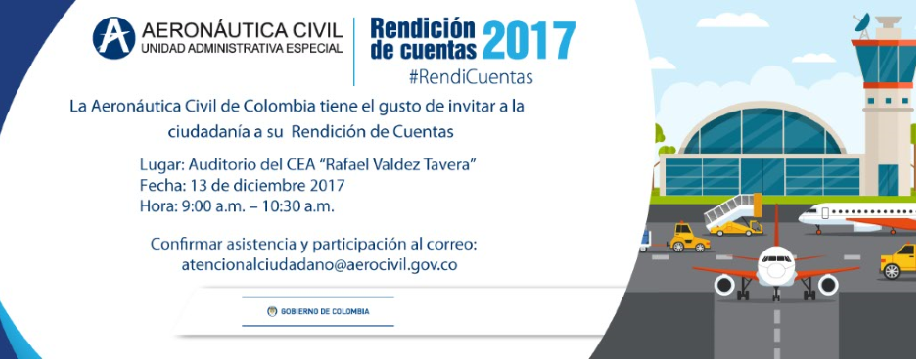 AERONÁUTICA CIVIL
UNIDAD ADMINISTRATIVA ESPECIAL
Rendición de cuentas 2017
#RendiCuentas
La Aeronáutica Civil de Colombia tiene el gusto de invitar a la
ciudadanía a su Rendición de Cuentas
Lugar: Auditorio del CEA “Rafael Valdez Tavera”
Fecha: 13 de diciembre 2017
Hora: 9:00 a.m. – 10:30 a.m.
Confirmar asistencia y participación al correo:
atencionalciudadano@aerocivil.gov.co
GOBIERNO DE COLOMBIA